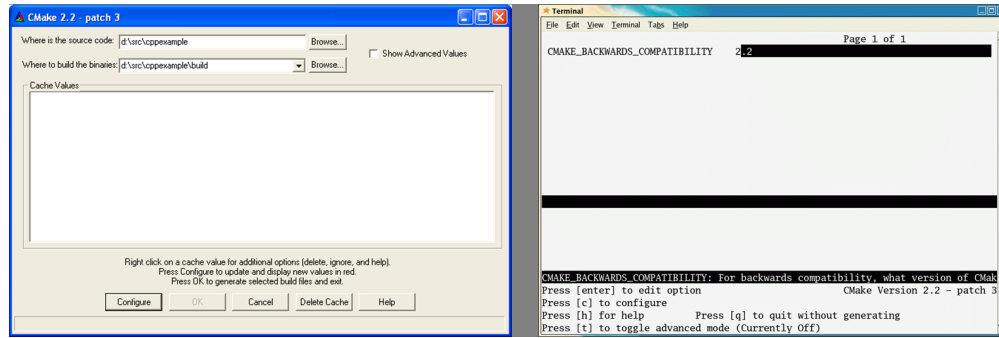 CMake 2.2 - patch 3
Where is the source code: d:\src\cppexample Browse...
Show Advanced Values
Where to build the binaries: d:\src\cppexample\build Browse...
Cache Values
Right click on a cache value for additional options (delete, ignore, and help).
Press Configure to update and display new values in red.
Press OK to generate selected build files and exit.
Configure OK Cancel Delete Cache Help
Terminal
File Edit View Terminal Tabs Help
Page 1 of 1
CMAKE_BACKWARDS_COMPATIBILITY 2.2
CMAKE_BACKWARDS_COMPATIBILITY: For backwards compatibility, what version of CMak
Press [enter] to edit option CMake Version 2.2 - patch 3
Press [c] to configure
Press [h] for help Press [q] to quit without generating
Press [t] to toggle advanced mode (Currently Off)